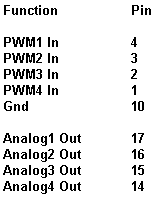 Function Pin
PWM1 In 4
PWM2 In 3
PWM3 In 2
PWM4 In 1
Gnd 10
Analog1 Out 17
Analog2 Out 16
Analog3 Out 15
Analog4 Out 14